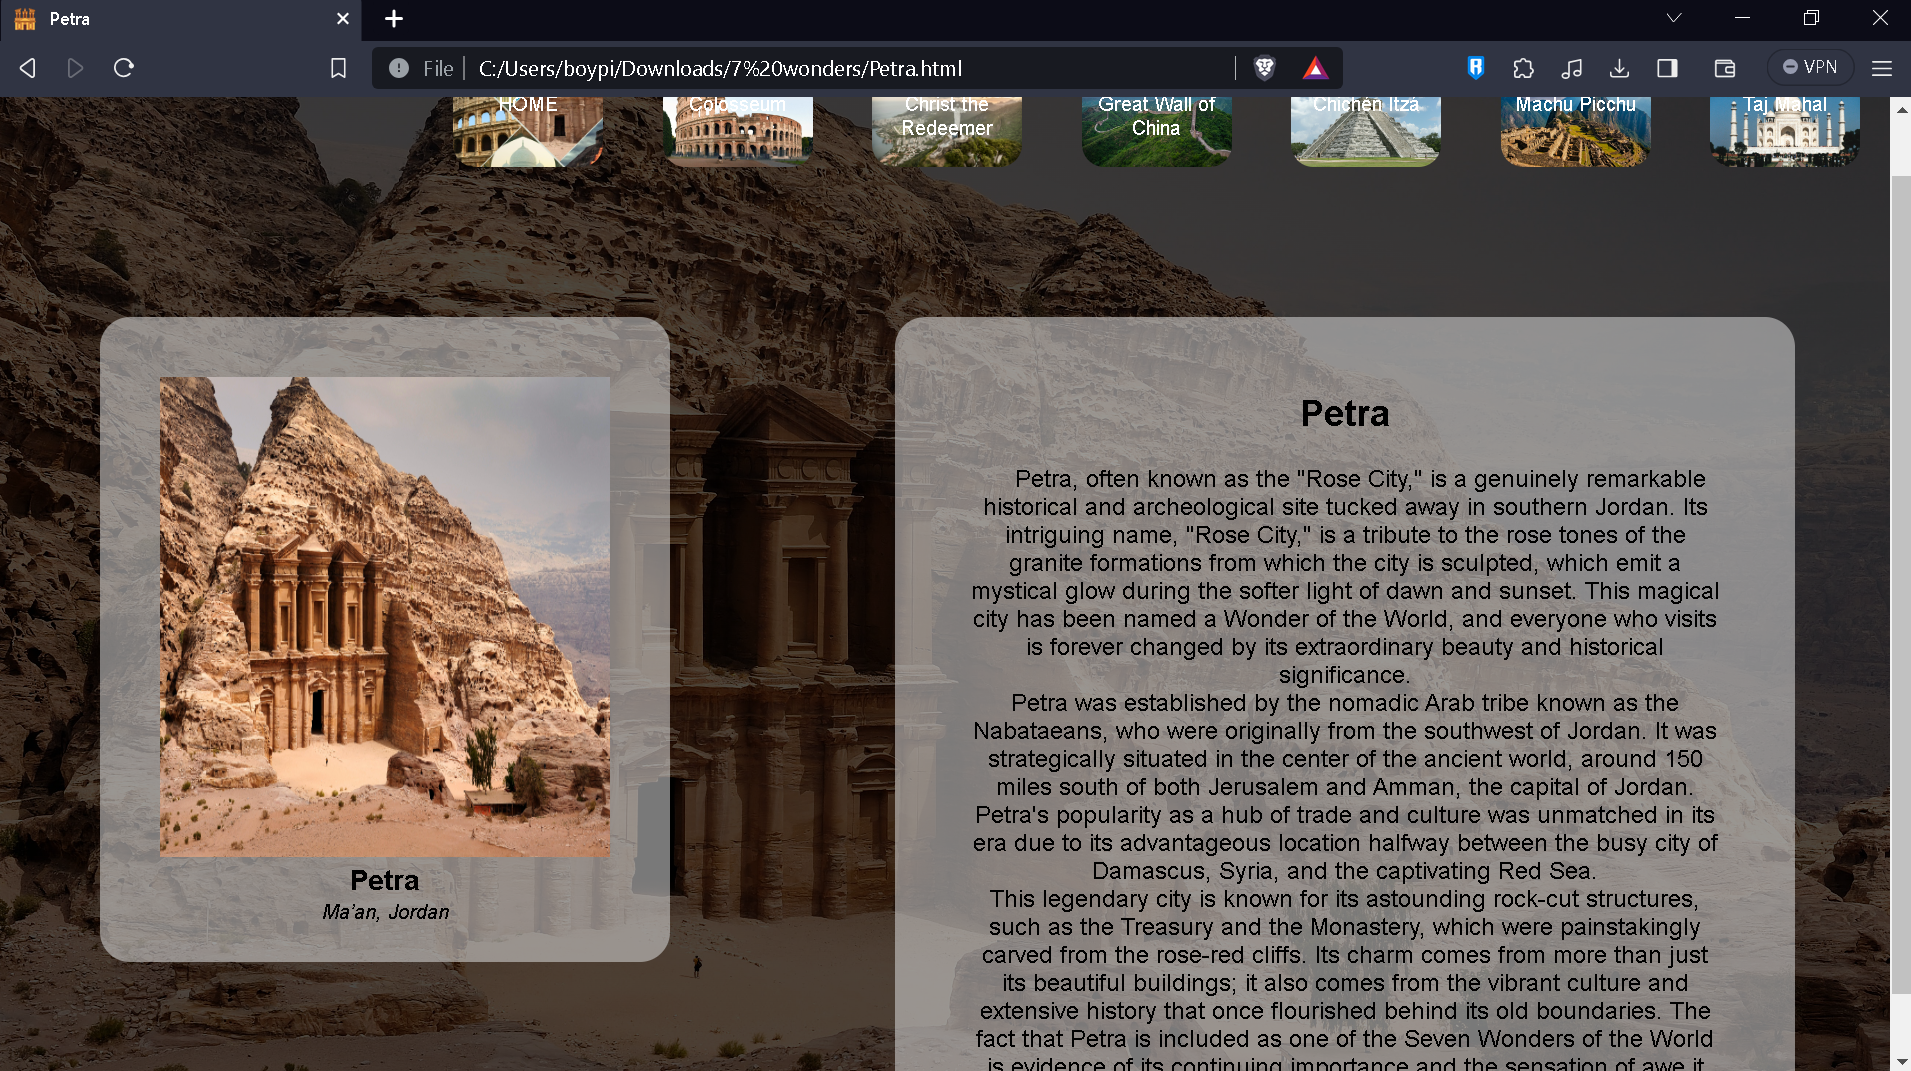 Petra
File
C:/Users/boypi/Downloads/7%20wonders/Petra.html
VPN
HOME
Colosseum
Christ the
Redeemer
Great Wall of
China
Chichén Itzá
Machu Picchu
Taj Mahal
Petra
Ma'an, Jordan
Petra
Petra, often known as the "Rose City," is a genuinely remarkable
historical and archeological site tucked away in southern Jordan. Its
intriguing name, "Rose City," is a tribute to the rose tones of the
granite formations from which the city is sculpted, which emit a
mystical glow during the softer light of dawn and sunset. This magical
city has been named a Wonder of the World, and everyone who visits
is forever changed by its extraordinary beauty and historical
significance.
Petra was established by the nomadic Arab tribe known as the
Nabataeans, who were originally from the southwest of Jordan. It was
strategically situated in the center of the ancient world, around 150
miles south of both Jerusalem and Amman, the capital of Jordan.
Petra's popularity as a hub of trade and culture was unmatched in its
era due to its advantageous location halfway between the busy city of
Damascus, Syria, and the captivating Red Sea.
This legendary city is known for its astounding rock-cut structures,
such as the Treasury and the Monastery, which were painstakingly
carved from the rose-red cliffs. Its charm comes from more than just
its beautiful buildings; it also comes from the vibrant culture and
extensive history that once flourished behind its old boundaries. The
fact that Petra is included as one of the Seven Wonders of the World
is evidence of its continuing importance and the sensation of awe it